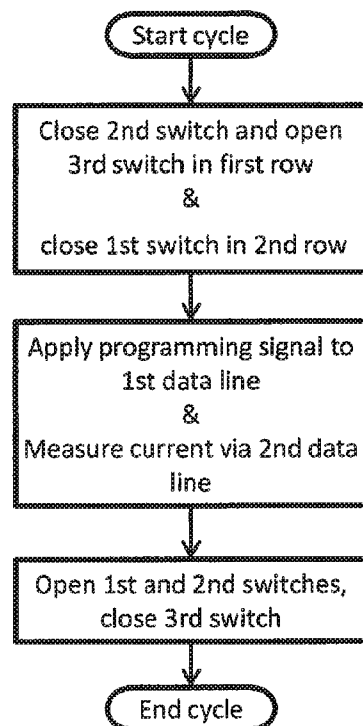 Start cycle
Close 2nd switch and open
3rd switch in first row
&
close 1st switch in 2nd row
Apply programming signal to
1st data line
&
Measure current via 2nd data
line
Open 1st and 2nd switches,
close 3rd switch
End cycle